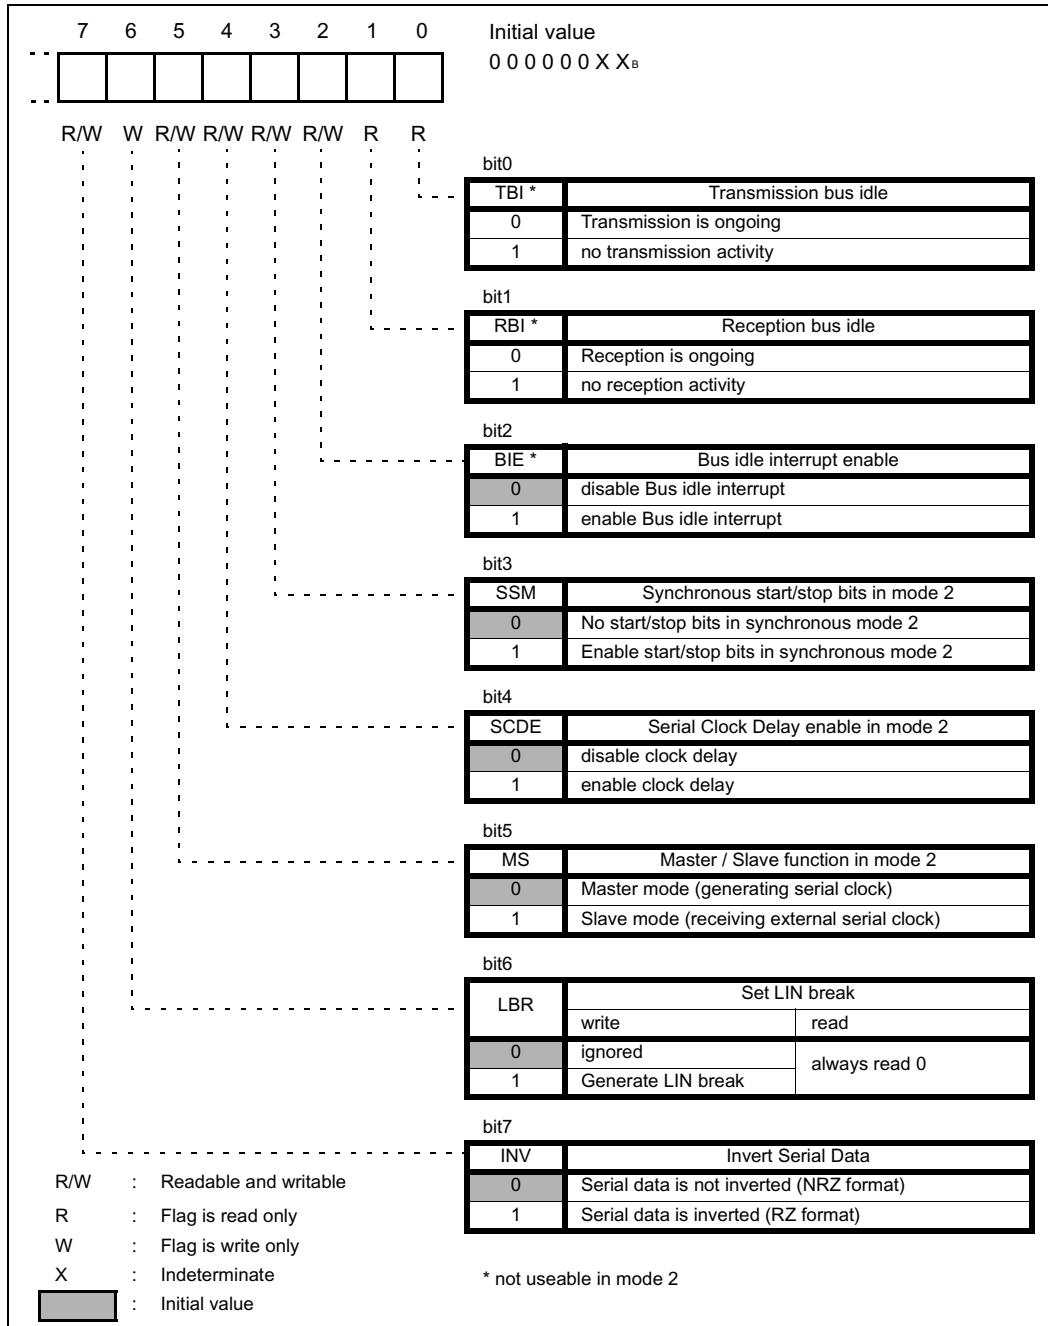 7 6 5 4 3 2 1 0 Initial value
0 0 0 0 0 0 X XB
R/W W R/W R/W R/W R/W R R
bit0
TBI * Transmission bus idle
0 Transmission is ongoing
1 no transmission activity
bit1
RBI * Reception bus idle
0 Reception is ongoing
1 no reception activity
bit2
BIE * Bus idle interrupt enable
0 disable Bus idle interrupt
1 enable Bus idle interrupt
bit3
SSM Synchronous start/stop bits in mode 2
0 No start/stop bits in synchronous mode 2
1 Enable start/stop bits in synchronous mode 2
bit4
SCDE Serial Clock Delay enable in mode 2
0 disable clock delay
1 enable clock delay
bit5
MS Master / Slave function in mode 2
0 Master mode (generating serial clock)
1 Slave mode (receiving external serial clock)
bit6
LBR Set LIN break
write read
0 ignored always read 0
1 Generate LIN break
bit7
INV Invert Serial Data
0 Serial data is not inverted (NRZ format)
1 Serial data is inverted (RZ format)
R/W : Readable and writable
R : Flag is read only
W : Flag is write only
X : Indeterminate
: Initial value
* not useable in mode 2